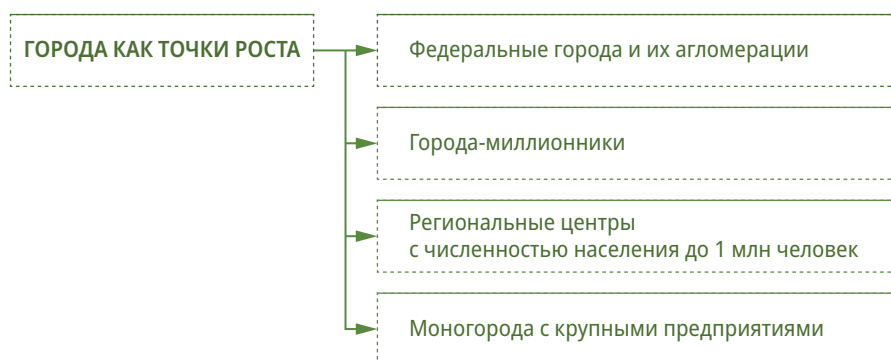 ГОРОДА КАК ТОЧКИ РОСТА
Федеральные города и их агломерации
Города-миллионники
Региональные центры
с численностью населения до 1 млн человек
Моногорода с крупными предприятиями